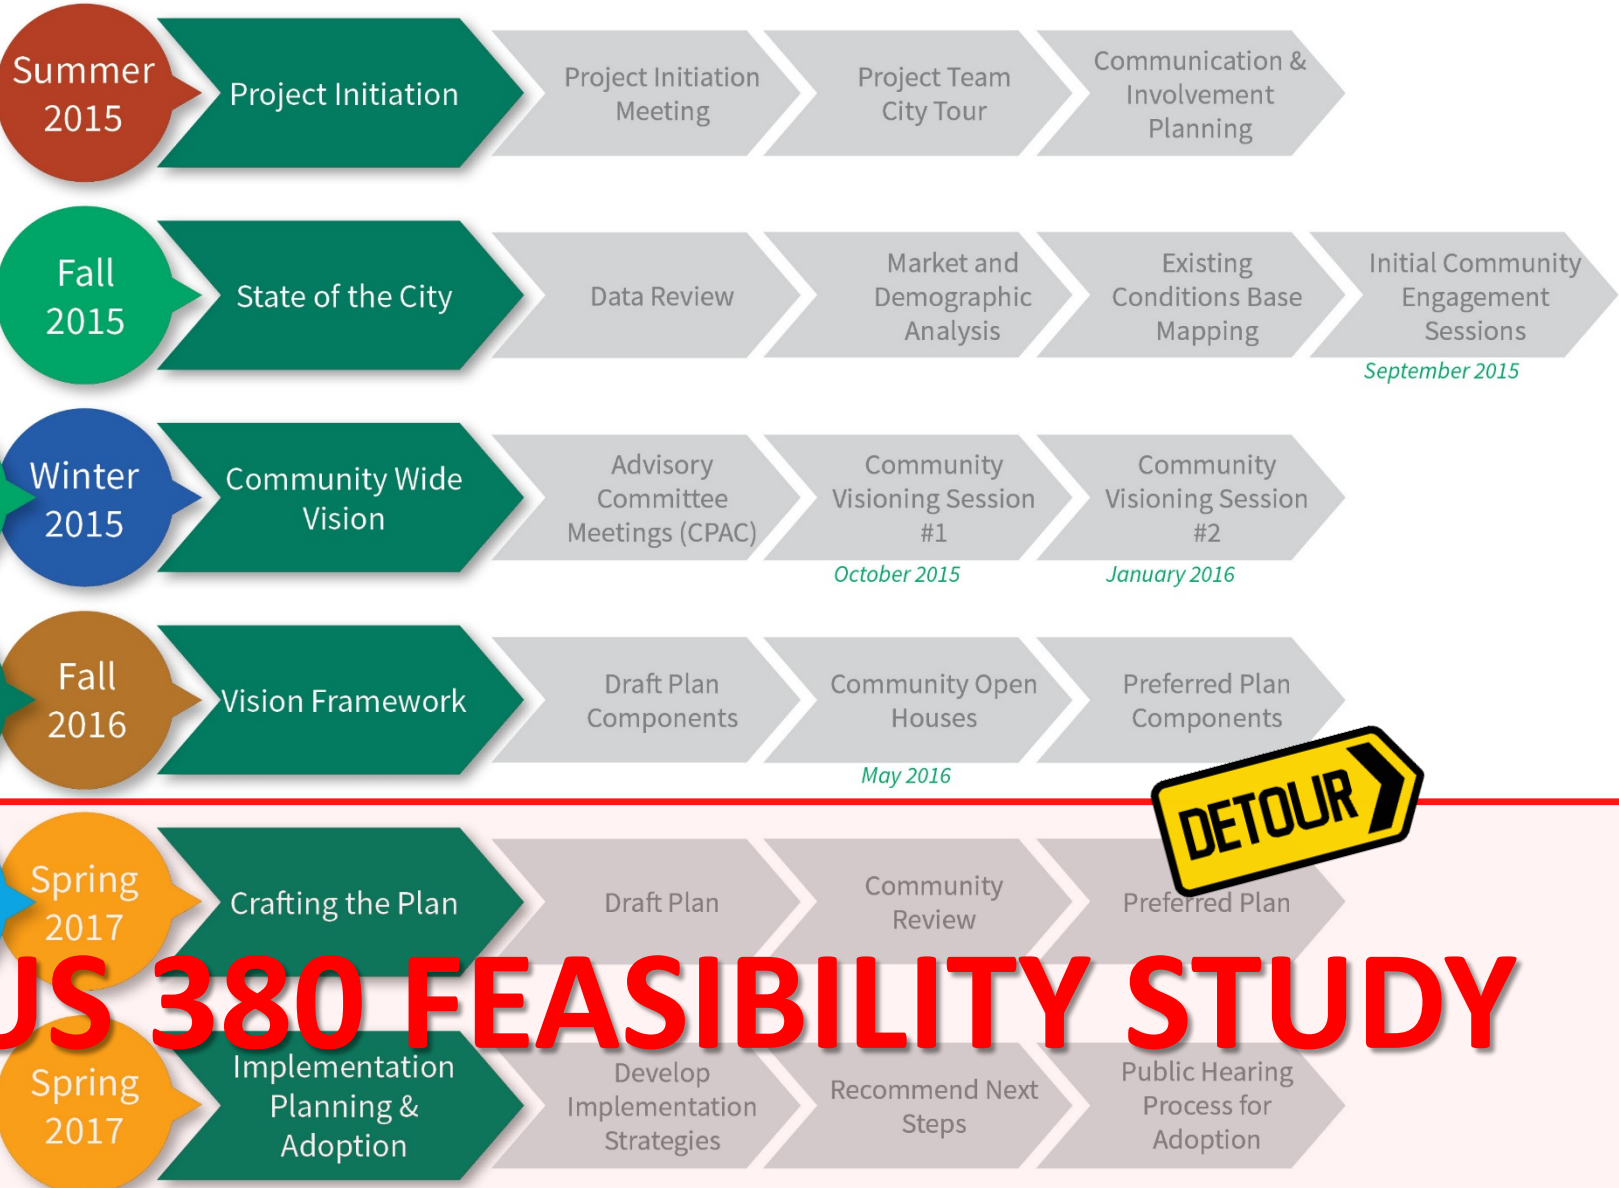 Summer
2015
Project Initiation
Project Initiation
Meeting
Project Team
City Tour
Communication &
Involvement
Planning
Fall
2015
State of the City
Data Review
Market and
Demographic
Analysis
Existing
Conditions Base
Mapping
Initial Community
Engagement
Sessions
September 2015
Winter
2015
Community Wide
Vision
Advisory
Committee
Meetings (CPAC)
Community
Visioning Session
#1
October 2015
Community
Visioning Session
#2
January 2016
Fall
2016
Vision Framework
Draft Plan
Components
Community Open
Houses
May 2016
Preferred Plan
Components
DETOUR
Spring
2017
Crafting the Plan
Draft Plan
Community
Review
Preferred Plan
US 380 FEASIBILITY STUDY
Spring
2017
Implementation
Planning &
Adoption
Develop
Implementation
Strategies
Recommend Next
Steps
Public Hearing
Process for
Adoption